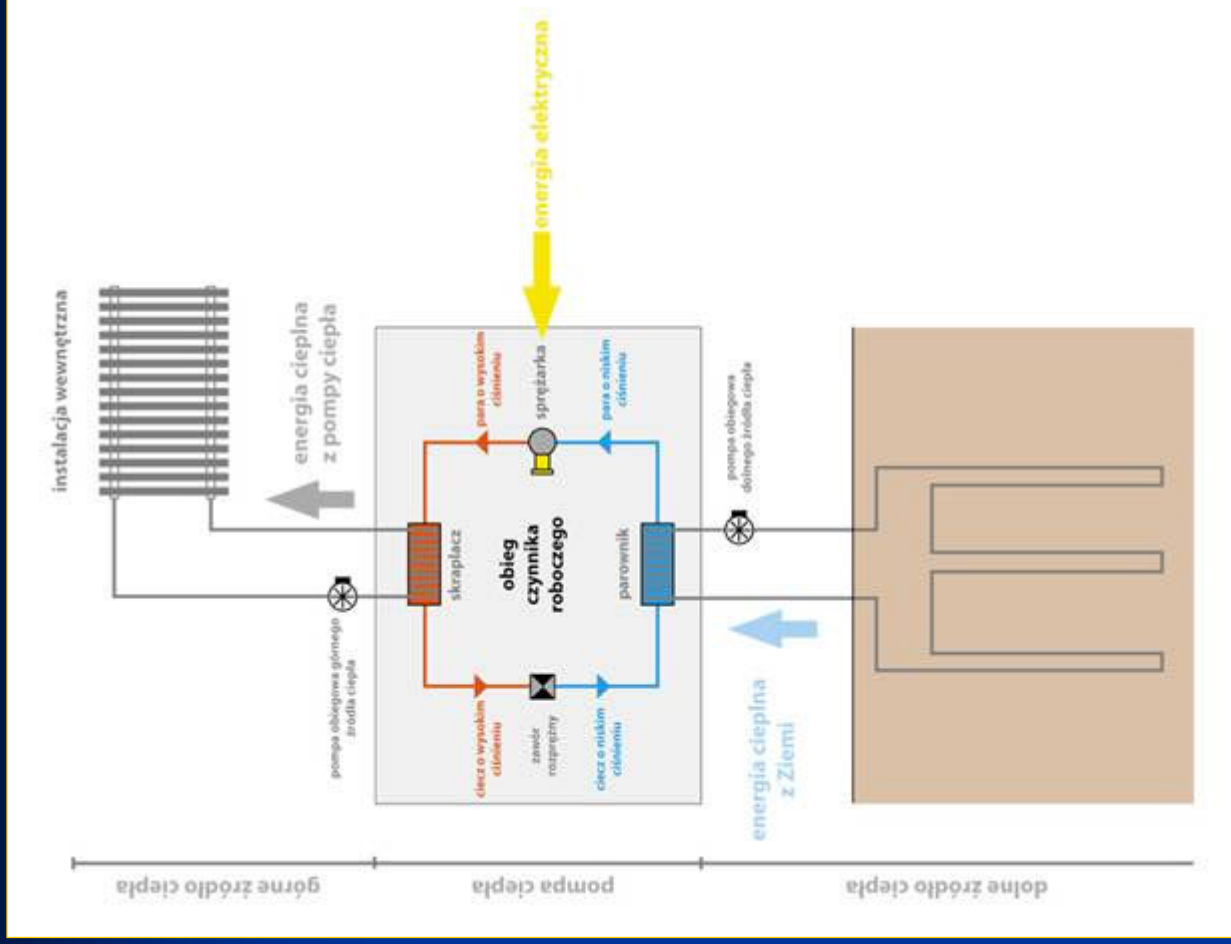 energia elektryczna
instalacja wewnętrzna
energia cieplna
z pompy ciepła
para o wysokim
ciśnieniu
sprężarka
para o niskim
ciśnieniu
pompa obiegowa
dolnego źródła ciepła
skraplacz
obieg
czynnika
roboczego
parownik
pompa obiegowa górnego
źródła ciepła
ciecz o wysokim
ciśnieniu
zawór
rozprężny
ciecz o niskim
ciśnieniu
energia cieplna
z Ziemi
górne źródło ciepła
pompa ciepła
dolne źródło ciepła